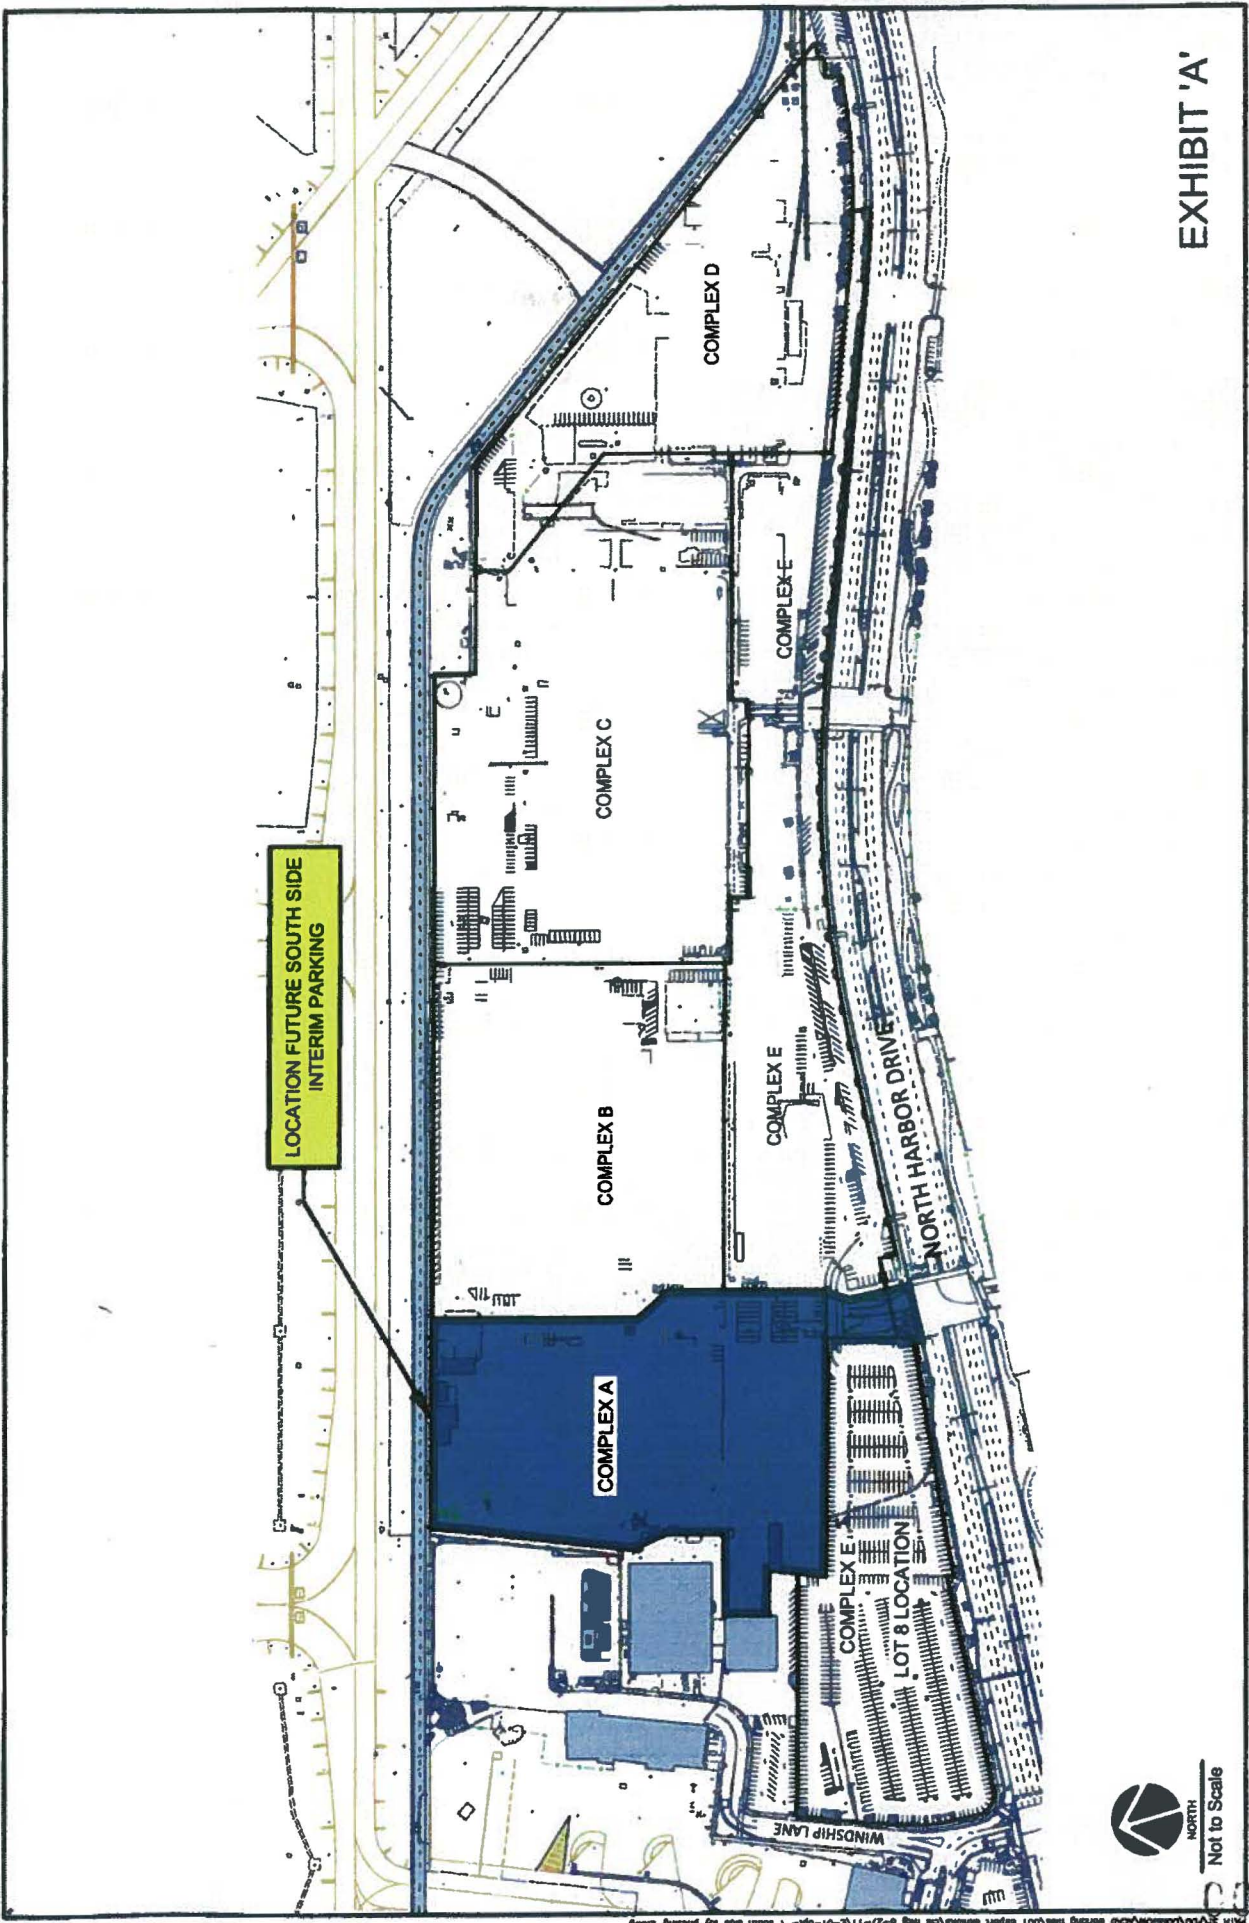 LOCATION FUTURE SOUTH SIDE
INTERIM PARKING
COMPLEX A
COMPLEX B
COMPLEX C
COMPLEX D
COMPLEX E
COMPLEX E
COMPLEX E
LOT 8 LOCATION
NORTH HARBOR DRIVE
WINDSHIP LANE
NORTH
Not to Scale
EXHIBIT 'A'